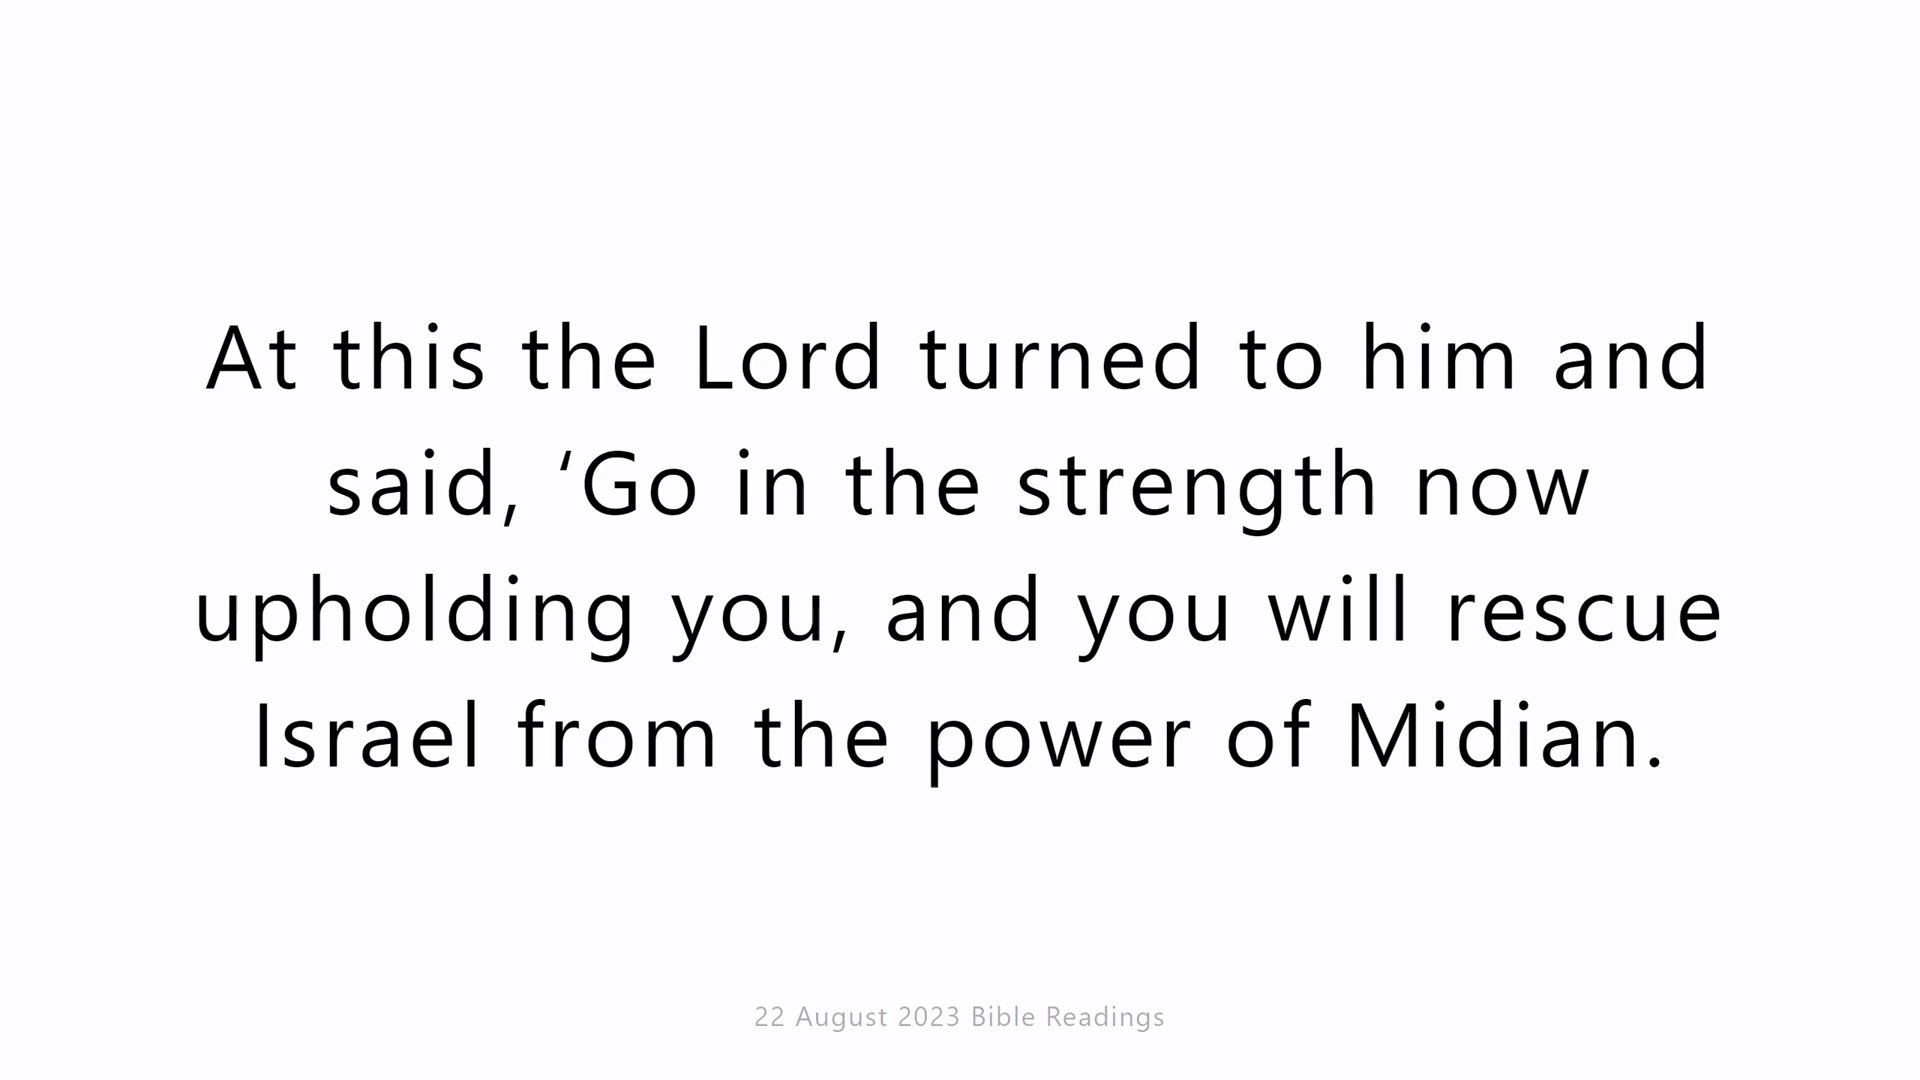 At this the Lord turned to him and
said, ‘Go in the strength now
upholding you, and you will rescue
Israel from the power of Midian.
22 August 2023 Bible Readings